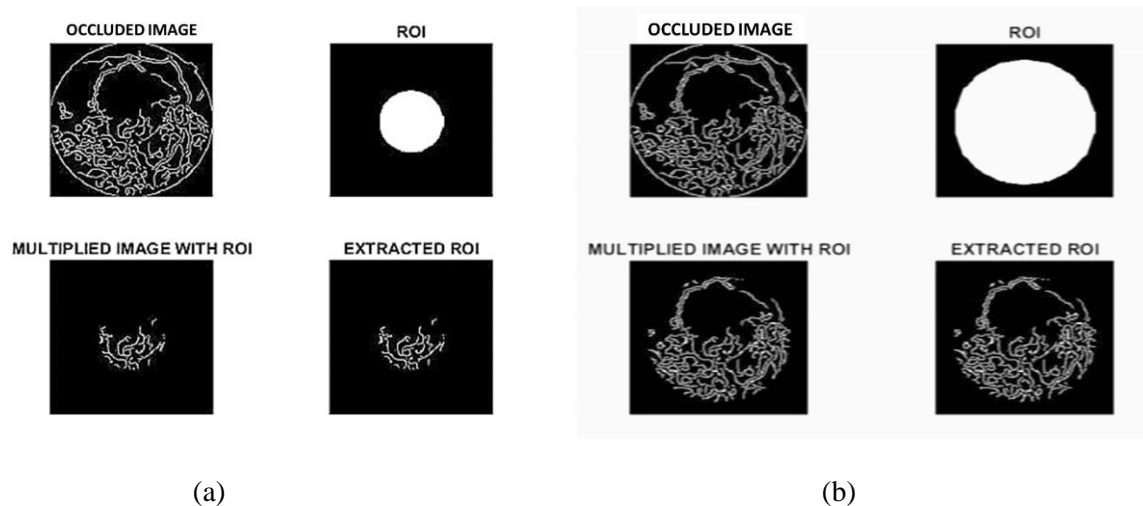 OCCLUDED IMAGE
ROI
MULTIPLIED IMAGE WITH ROI
EXTRACTED ROI
(a)
OCCLUDED IMAGE
ROI
MULTIPLIED IMAGE WITH ROI
EXTRACTED ROI
(b)